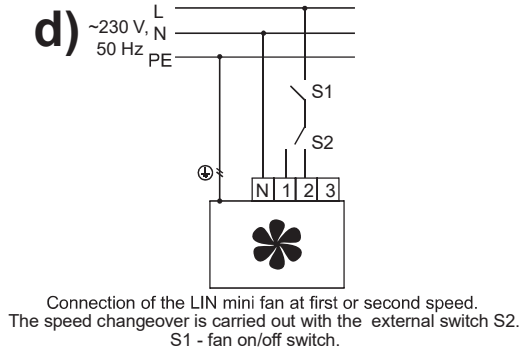 d)
L
~230 V, N
50 Hz PE
S1
S2
N 1 2 3
Connection of the LIN mini fan at first or second speed.
The speed changeover is carried out with the external switch S2.
S1 - fan on/off switch.